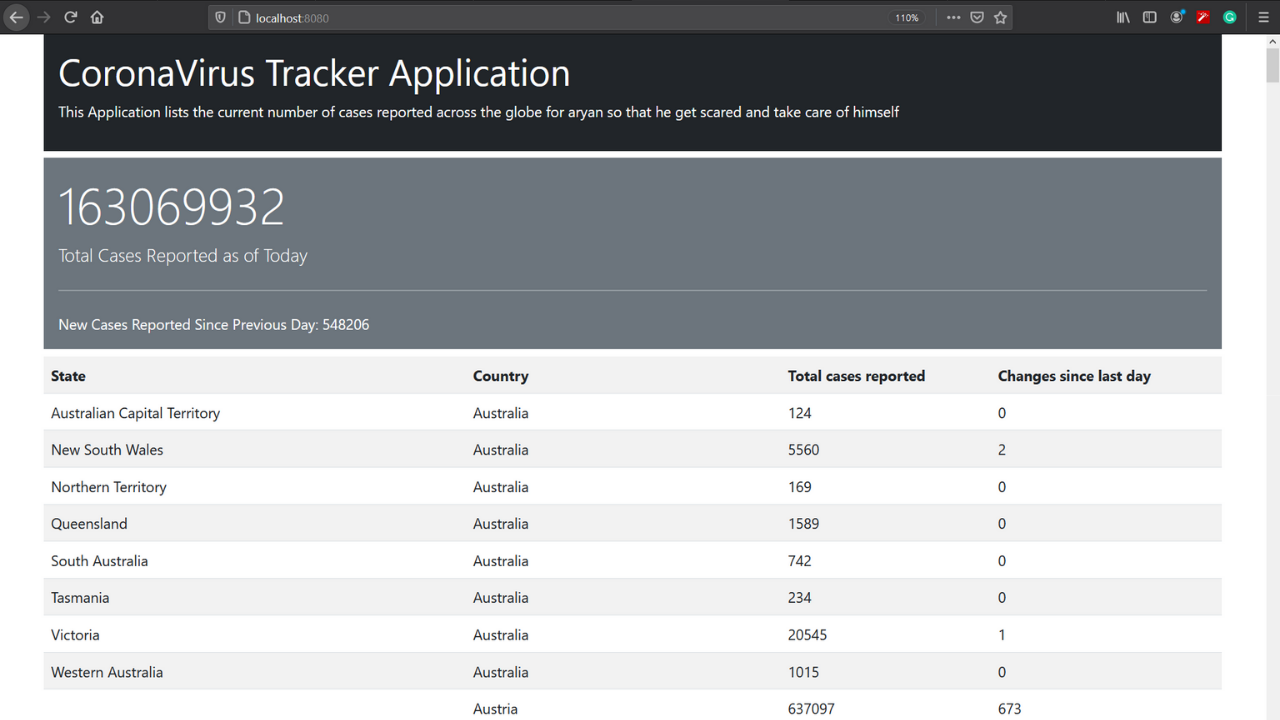 localhost:8080 110%
CoronaVirus Tracker Application
This Application lists the current number of cases reported across the globe for aryan so that he get scared and take care of himself
163069932
Total Cases Reported as of Today
New Cases Reported Since Previous Day: 548206
State Country Total cases reported Changes since last day
Australian Capital Territory Australia 124 0
New South Wales Australia 5560 2
Northern Territory Australia 169 0
Queensland Australia 1589 0
South Australia Australia 742 0
Tasmania Australia 234 0
Victoria Australia 20545 1
Western Australia Australia 1015 0
Austria 637097 673